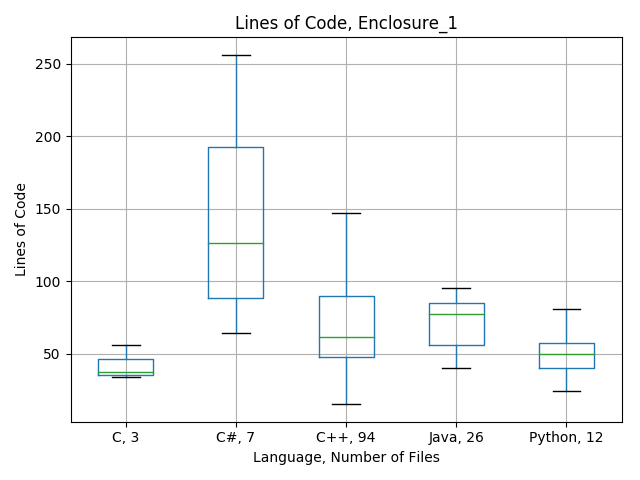 Lines of Code, Enclosure_1
Lines of Code
250
200
150
100
50
C, 3
C#, 7
C++, 94
Java, 26
Python, 12
Language, Number of Files